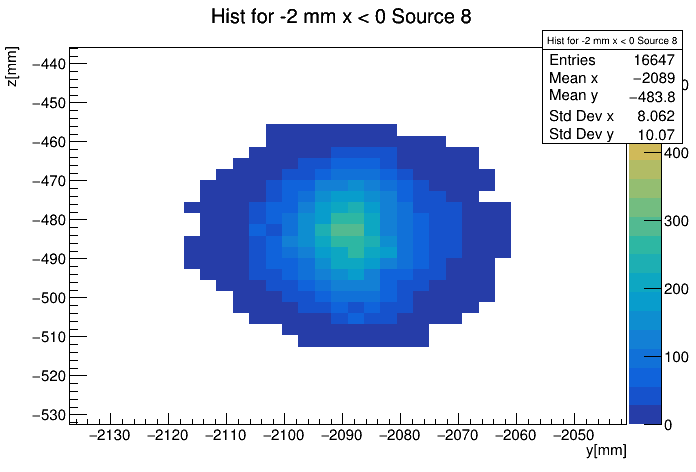 Hist for -2 mm x < 0 Source 8
z[mm]
Hist for -2 mm x < 0 Source 8
Entries 16647
Mean x −2089
Mean y −483.8
Std Dev x 8.062
Std Dev y 10.07
−440
−450
−460
−470
−480
−490
−500
−510
−520
−530
0
400
300
200
100
0
−2130 −2120 −2110 −2100 −2090 −2080 −2070 −2060 −2050
y[mm]